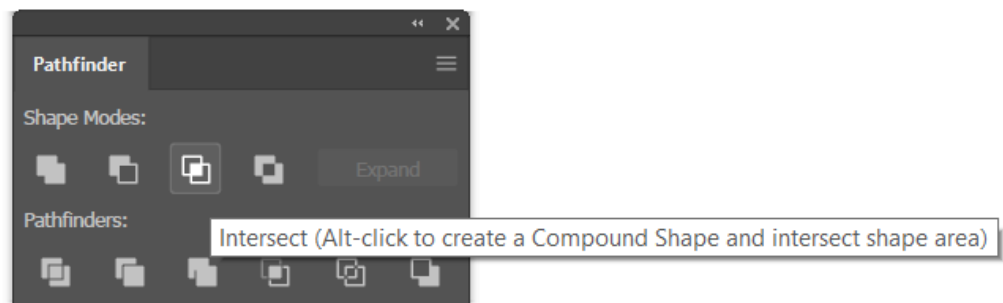 Pathfinder
Shape Modes:
Expand
Pathfinders:
Intersect (Alt-click to create a Compound Shape and intersect shape area)